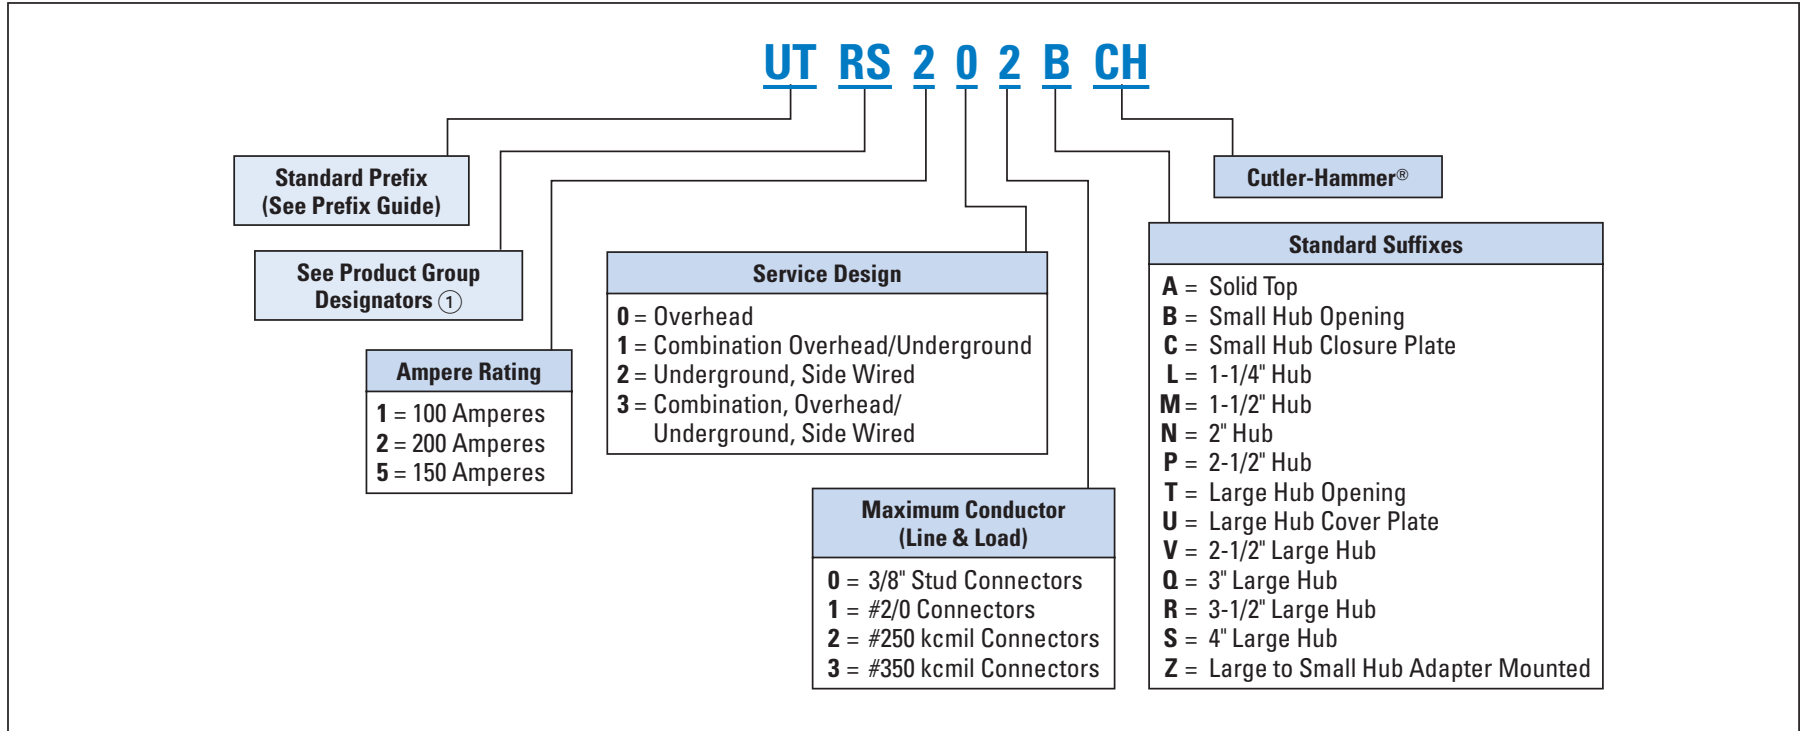 UT RS 2 0 2 B CH
Standard Prefix
(See Prefix Guide)
See Product Group
Designators ①
Ampere Rating
1 = 100 Amperes
2 = 200 Amperes
5 = 150 Amperes
Service Design
0 = Overhead
1 = Combination Overhead/Underground
2 = Underground, Side Wired
3 = Combination, Overhead/
Underground, Side Wired
Maximum Conductor
(Line & Load)
0 = 3/8" Stud Connectors
1 = #2/0 Connectors
2 = #250 kcmil Connectors
3 = #350 kcmil Connectors
Cutler-Hammer®
Standard Suffixes
A = Solid Top
B = Small Hub Opening
C = Small Hub Closure Plate
L = 1-1/4" Hub
M = 1-1/2" Hub
N = 2" Hub
P = 2-1/2" Hub
T = Large Hub Opening
U = Large Hub Cover Plate
V = 2-1/2" Large Hub
Q = 3" Large Hub
R = 3-1/2" Large Hub
S = 4" Large Hub
Z = Large to Small Hub Adapter Mounted